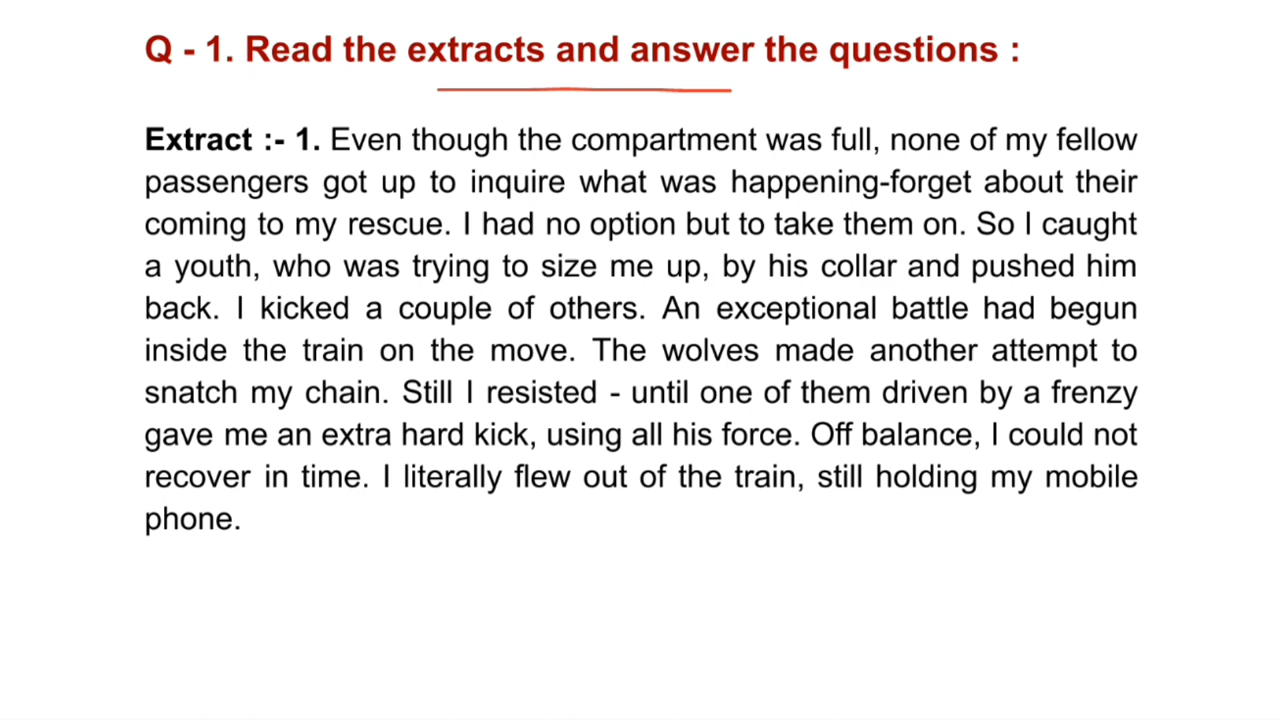 Q - 1. Read the extracts and answer the questions :
Extract :- 1. Even though the compartment was full, none of my fellow
passengers got up to inquire what was happening-forget about their
coming to my rescue. I had no option but to take them on. So I caught
a youth, who was trying to size me up, by his collar and pushed him
back. I kicked a couple of others. An exceptional battle had begun
inside the train on the move. The wolves made another attempt to
snatch my chain. Still I resisted - until one of them driven by a frenzy
gave me an extra hard kick, using all his force. Off balance, I could not
recover in time. I literally flew out of the train, still holding my mobile
phone.